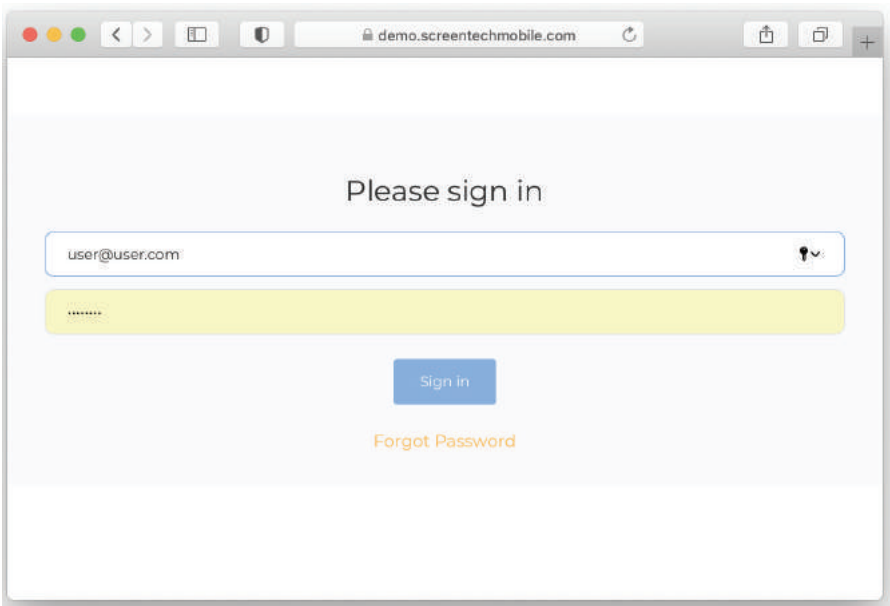 demo.screentechmobile.com
Please sign in
user@user.com
Sign in
Forgot Password